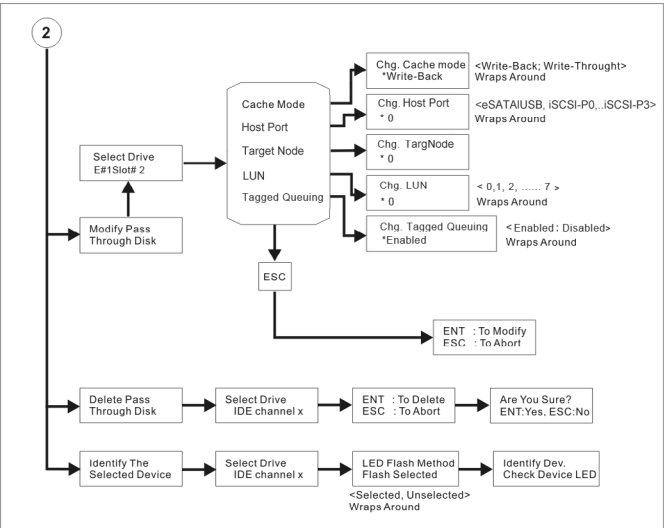 2
Chg. Cache mode
*Write-Back
<Write-Back; Write-Throught>
Wraps Around
Cache Mode
Host Port
Target Node
LUN
Tagged Queuing
Chg. Host Port
* 0
<eSATAIUSB, iSCSI-P0,..iSCSI-P3>
Wraps Around
Chg. TargNode
* 0
Select Drive
E#1Slot# 2
Chg. LUN
* 0
< 0,1, 2, ...... 7 >
Wraps Around
Modify Pass
Through Disk
Chg. Tagged Queuing
*Enabled
<Enabled; Disabled>
Wraps Around
ESC
ENT : To Modify
ESC : To Abort
Delete Pass
Through Disk
Select Drive
IDE channel x
ENT : To Delete
ESC : To Abort
Are You Sure?
ENT:Yes, ESC:No
Identify The
Selected Device
Select Drive
IDE channel x
LED Flash Method
Flash Selected
<Selected, Unselected>
Wraps Around
Identify Dev.
Check Device LED